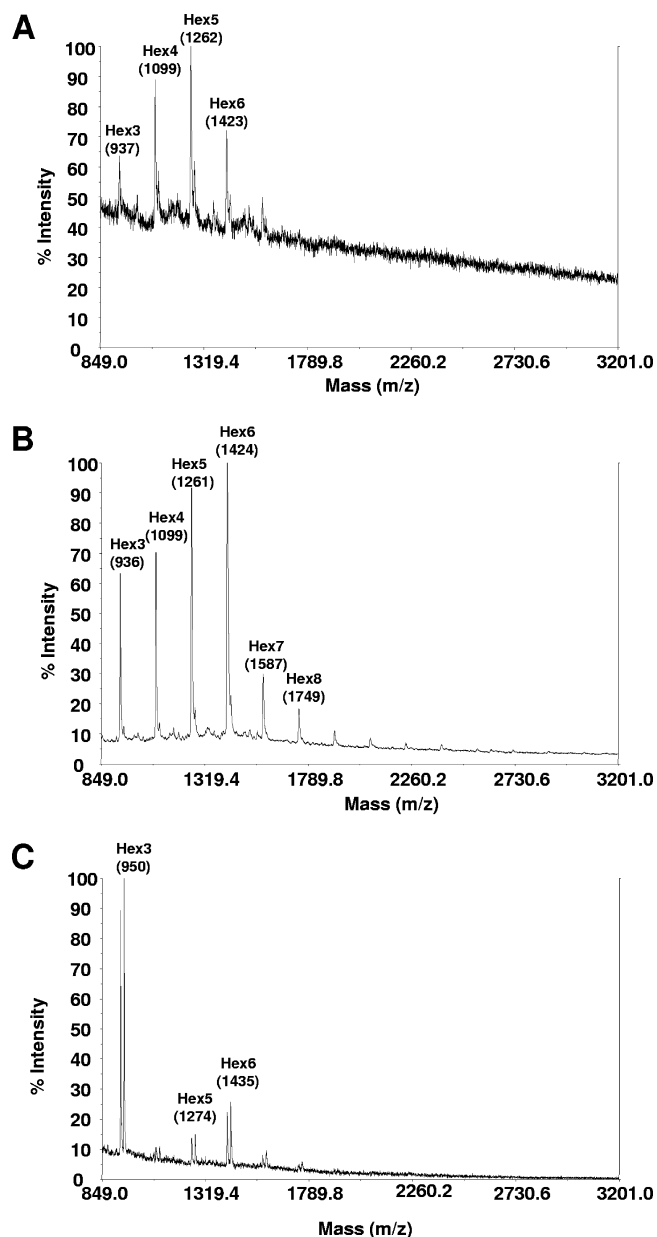 A
Hex5
(1262)
Hex4
(1099)
Hex6
(1423)
Hex3
(937)
100
90
80
70
60
50
40
30
20
10
0
% Intensity
849.0 1319.4 1789.8 2260.2 2730.6 3201.0
Mass (m/z)
B
Hex6
(1424)
Hex5
(1261)
Hex4
(1099)
Hex3
(936)
Hex7
(1587)
Hex8
(1749)
100
90
80
70
60
50
40
30
20
10
0
% Intensity
849.0 1319.4 1789.8 2260.2 2730.6 3201.0
Mass (m/z)
C
Hex3
(950)
Hex6
(1435)
Hex5
(1274)
100
90
80
70
60
50
40
30
20
10
0
% Intensity
849.0 1319.4 1789.8 2260.2 2730.6 3201.0
Mass (m/z)